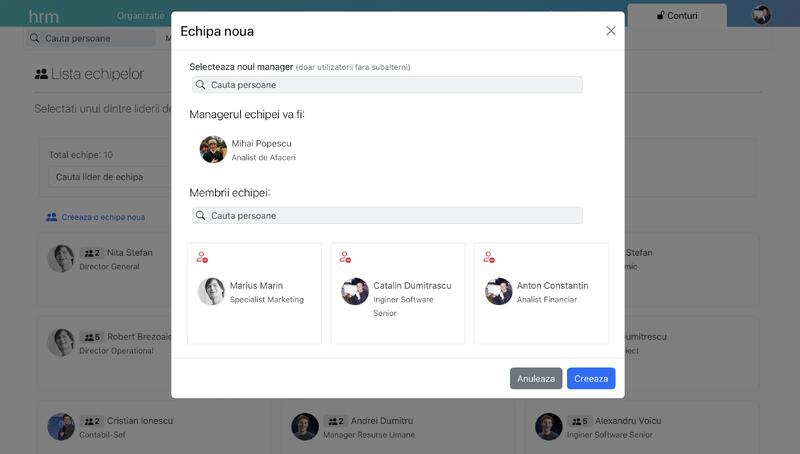 hrm
Organizatie
Conturi
Cauta persoane
M
Lista echipelor
Selectati unul dintre liderii de
Total echipe: 10
Cauta lider de echipa
Creeaza o echipa noua
2 Nita Stefan
Director General
Stefan
5 Robert Brezoaie
Director Operational
Dumitrescu
2 Cristian Ionescu
Contabil-Sef
2 Andrei Dumitru
Manager Resurse Umane
5 Alexandru Voicu
Inginer Software Senior
Echipa noua
Selecteaza noul manager (doar utilizatorii fara subalterni)
Cauta persoane
Managerul echipei va fi:
Mihai Popescu
Analist de Afaceri
Membrii echipei:
Cauta persoane
Marius Marin
Specialist Marketing
Catalin Dumitrascu
Inginer Software
Senior
Anton Constantin
Analist Financiar
Anuleaza
Creeaza